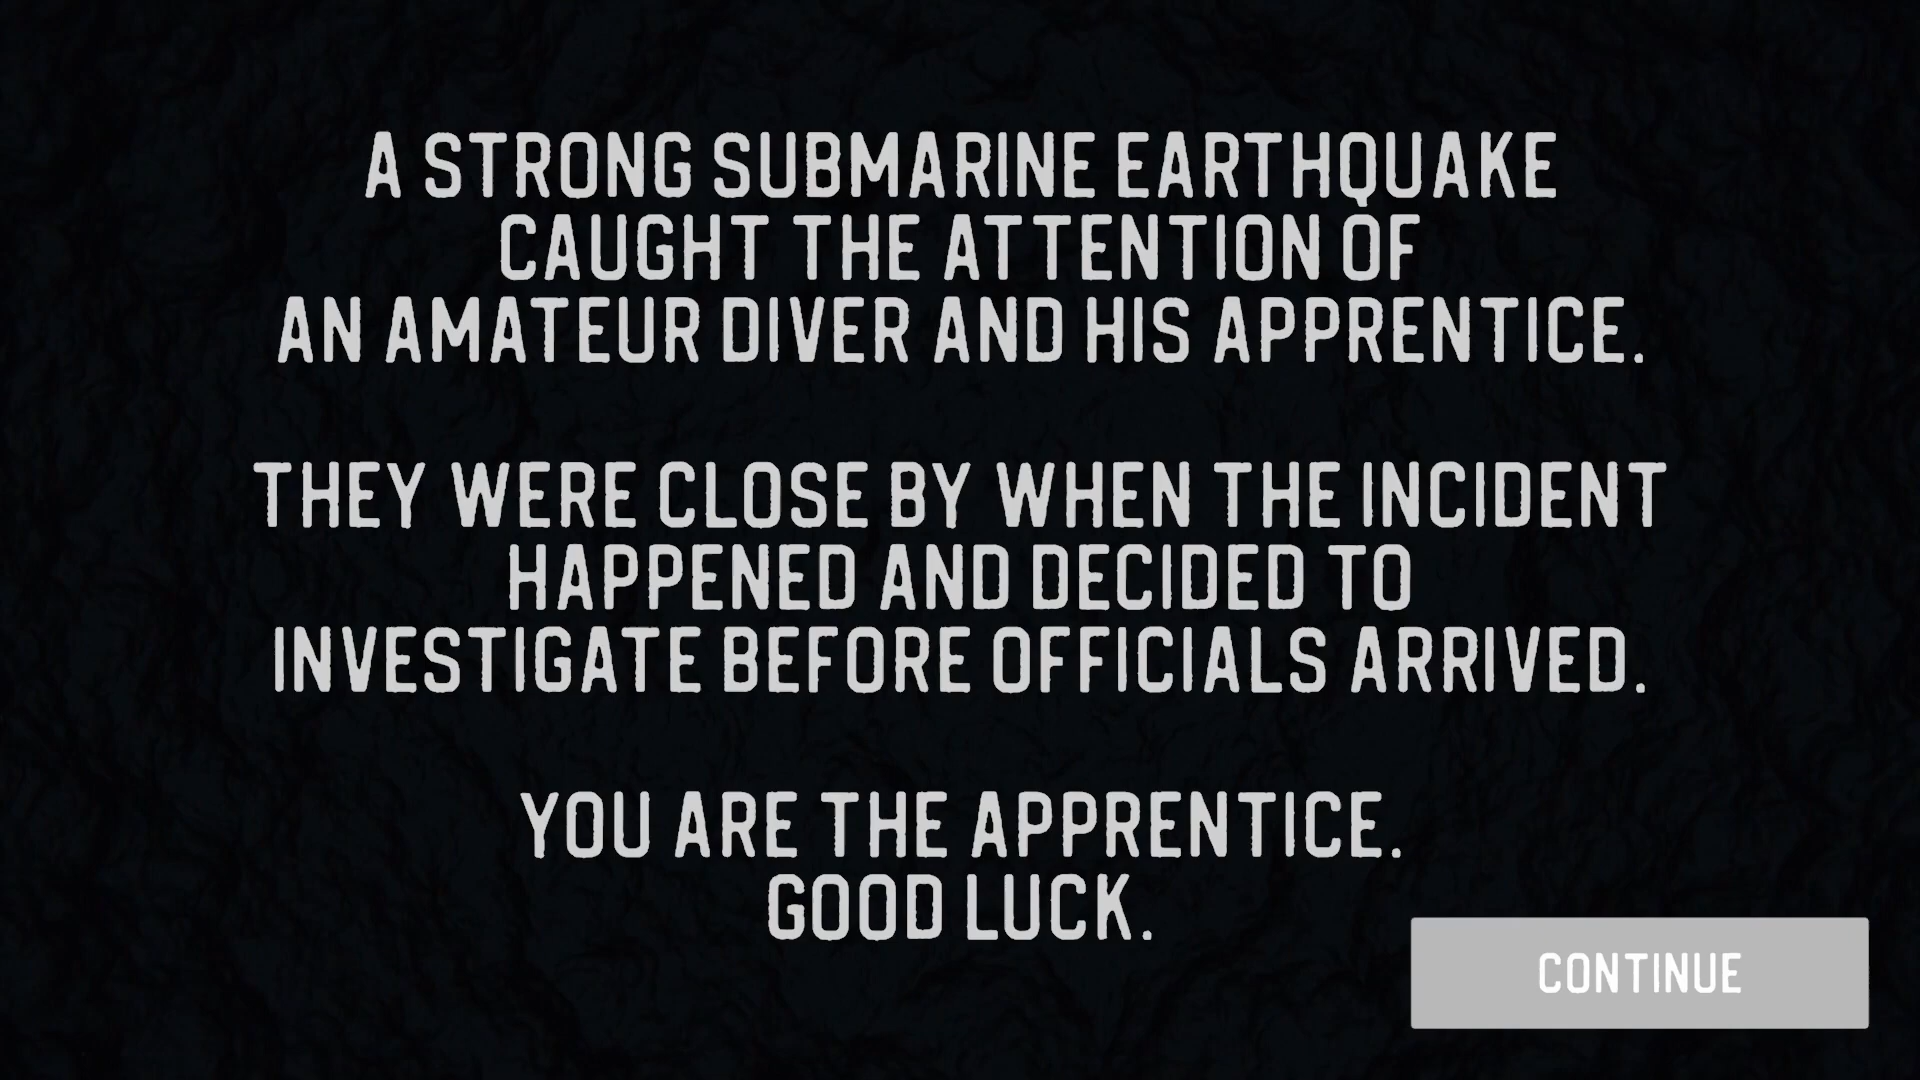 A STRONG SUBMARINE EARTHQUAKE
CAUGHT THE ATTENTION OF
AN AMATEUR DIVER AND HIS APPRENTICE.
THEY WERE CLOSE BY WHEN THE INCIDENT
HAPPENED AND DECIDED TO
INVESTIGATE BEFORE OFFICIALS ARRIVED.
YOU ARE THE APPRENTICE.
GOOD LUCK.
CONTINUE